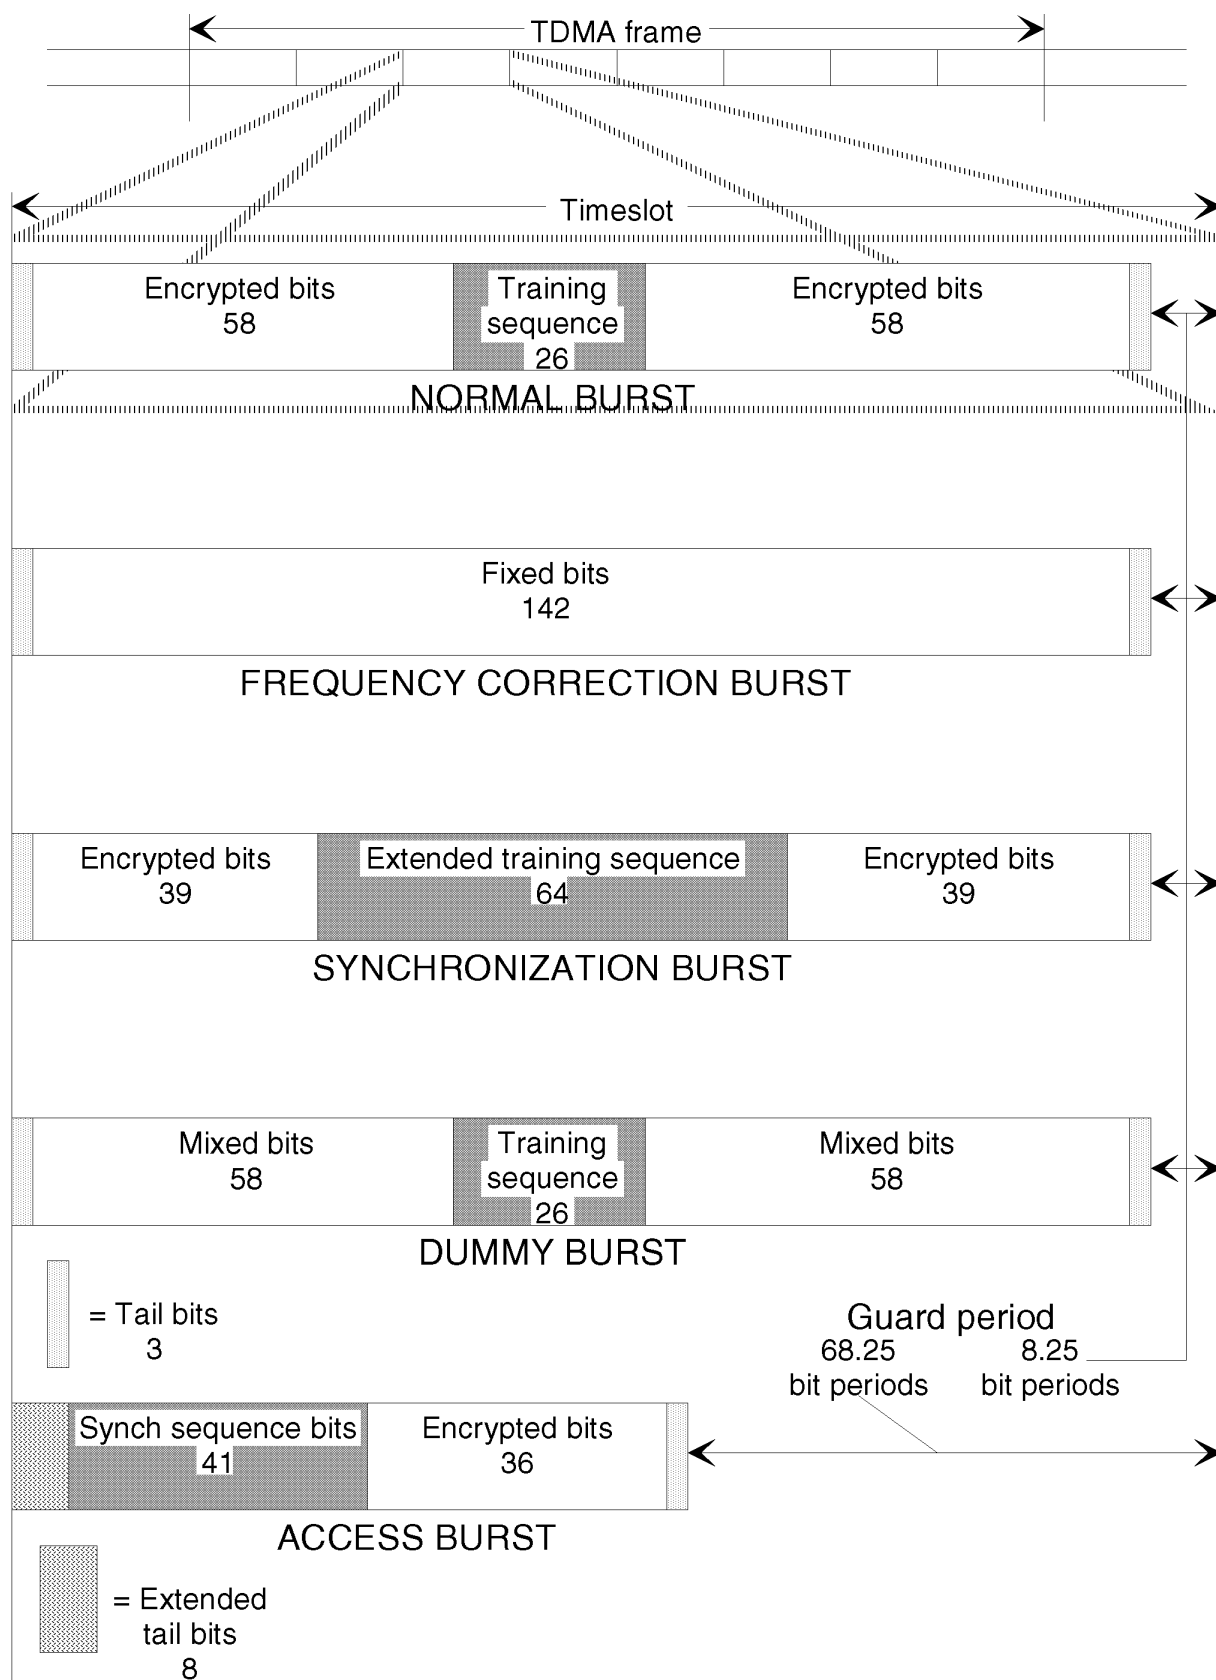 TDMA frame
Timeslot
Encrypted bits
58
Training
sequence
26
Encrypted bits
58
NORMAL BURST
Fixed bits
142
FREQUENCY CORRECTION BURST
Encrypted bits
39
Extended training sequence
64
Encrypted bits
39
SYNCHRONIZATION BURST
Mixed bits
58
Training
sequence
26
Mixed bits
58
DUMMY BURST
= Tail bits
3
Guard period
68.25
bit periods
8.25
bit periods
Synch sequence bits
41
Encrypted bits
36
ACCESS BURST
= Extended
tail bits
8